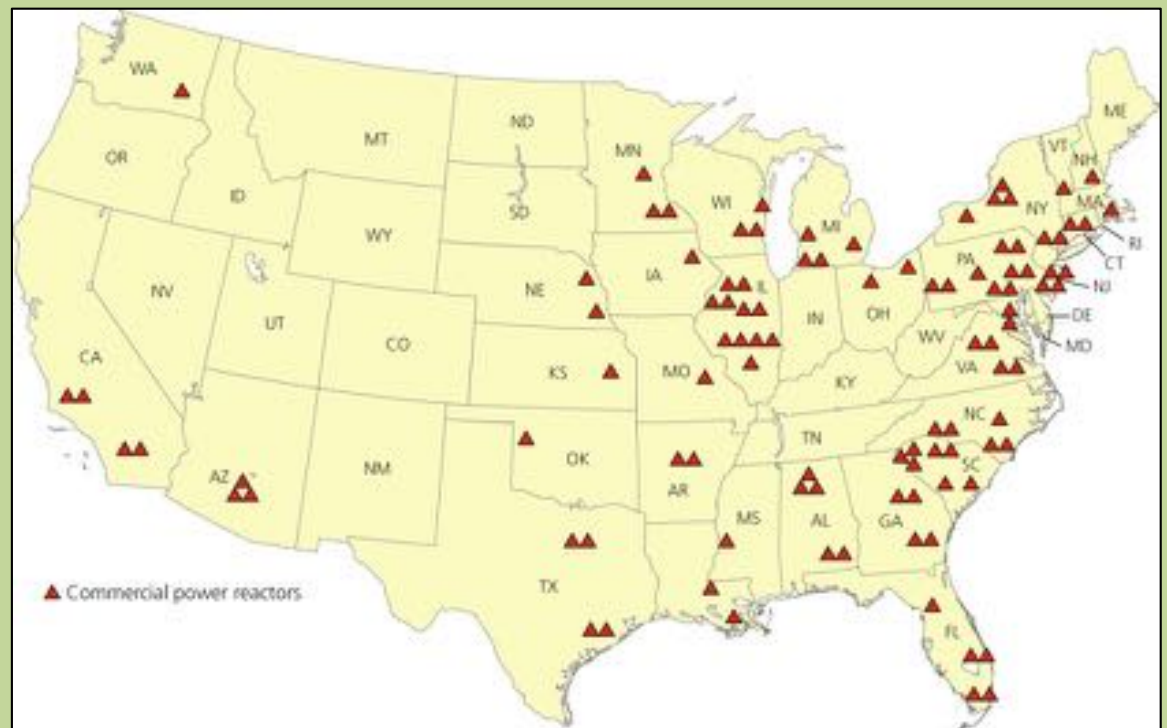 WA
ME
MT
ND
VT
MN
NH
OR
ID
SD
WI
MI
NY
MA
WY
RI
IA
PA
CT
NE
IL
NV
IN
OH
NJ
UT
DE
CO
WV
MD
CA
KS
MO
VA
KY
NC
TN
OK
AZ
NM
AR
SC
MS
AL
GA
TX
Commercial power reactors
FL